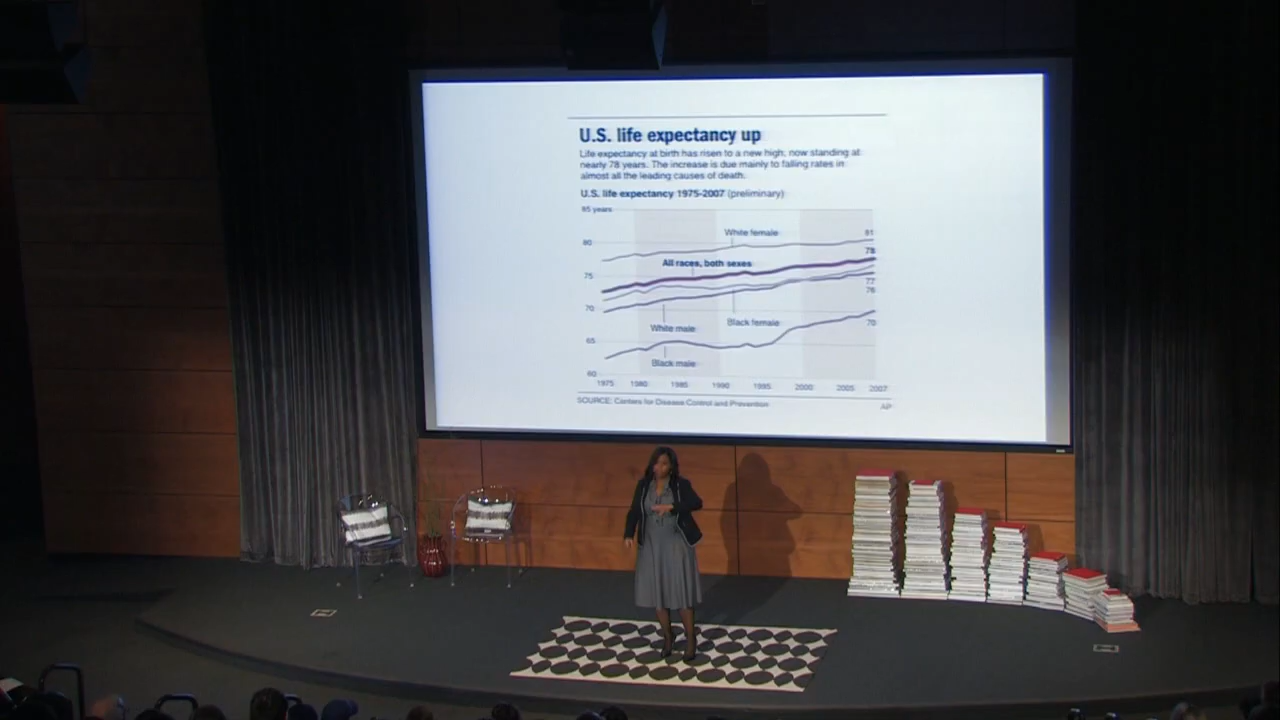 U.S. life expectancy up
Life expectancy at birth has risen to a new high, now standing at
nearly 78 years. The increase is due mainly to falling rates in
almost all the leading causes of death.
U.S. life expectancy 1975-2007 (preliminary)
85 years
White female
81
80
78
All races, both sexes
75
77
76
70
White male
Black female
70
65
Black male
60
1975 1980 1985 1990 1995 2000 2005 2007
SOURCE: Centers for Disease Control and Prevention
AP